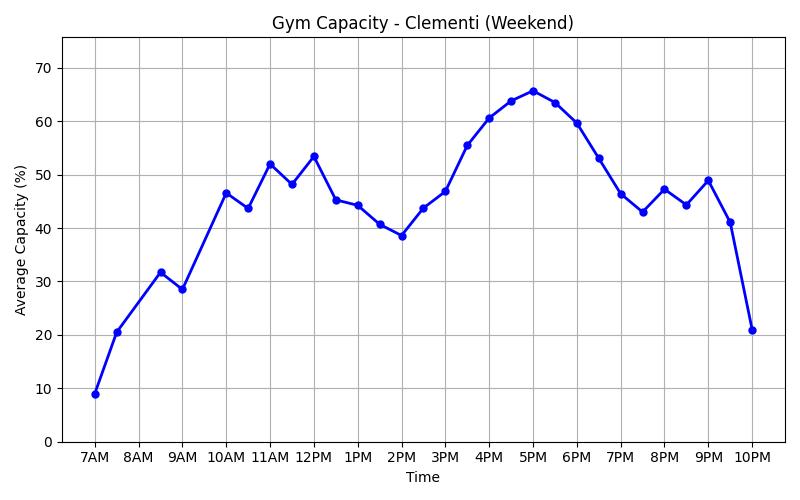 Gym Capacity - Clementi (Weekend)
Average Capacity (%)
70
60
50
40
30
20
10
0
7AM 8AM 9AM 10AM 11AM 12PM 1PM 2PM 3PM 4PM 5PM 6PM 7PM 8PM 9PM 10PM
Time